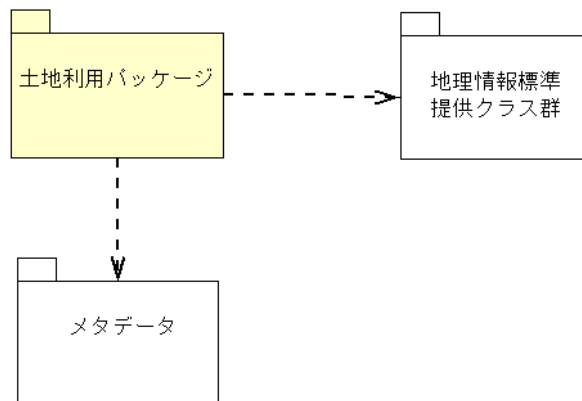 土地利用パッケージ
地理情報標準
提供クラス群
メタデータ